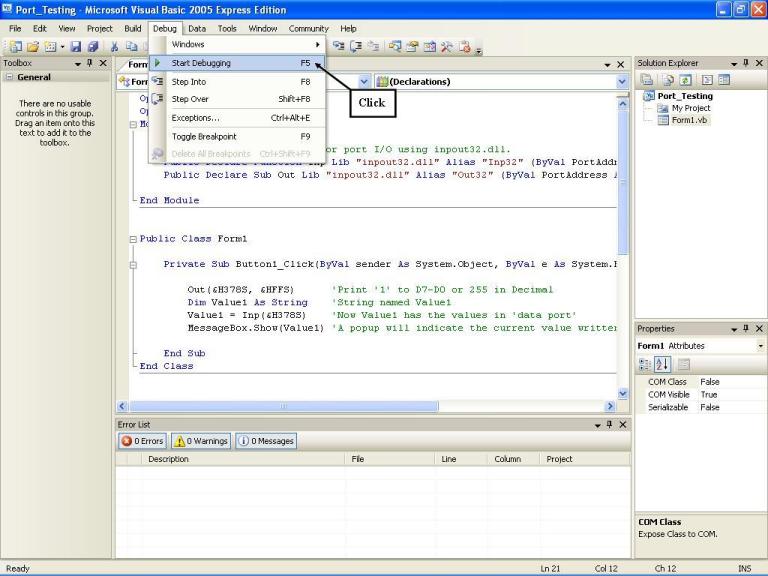 Port_Testing - Microsoft Visual Basic 2005 Express Edition
File Edit View Project Build Debug Data Tools Window Community Help
Toolbox
General
There are no usable
controls in this group.
Drag an item onto this
text to add it to the
toolbox.
Windows
Start Debugging F5
Step Into F8
Step Over Shift+F8
Exceptions... Ctrl+Alt+E
Toggle Breakpoint F9
Delete All Breakpoints Ctrl+Shift+F9
Click
(Declarations)
or port I/O using inpout32.dll.
Public Declare Function Inp Lib "inpout32.dll" Alias "Inp32" (ByVal PortAddr
Public Declare Sub Out Lib "inpout32.dll" Alias "Out32" (ByVal PortAddress
End Module
Public Class Form1
Private Sub Button1_Click(ByVal sender As System.Object, ByVal e As System.
Out(&H378S, &HFFS) 'Print '1' to D7-D0 or 255 in Decimal
Dim Value1 As String 'String named Value1
Value1 = Inp(&H378S) 'Now Value1 has the values in 'data port'
MessageBox.Show(Value1) 'A popup will indicate the current value written
End Sub
End Class
Error List
0 Errors 0 Warnings 0 Messages
Description File Line Column Project
Solution Explorer
Port_Testing
My Project
Form1.vb
Properties
Form1 Attributes
COM Class False
COM Visible True
Serializable False
COM Class
Expose Class to COM.
Ready Ln 21 Col 12 Ch 12 INS